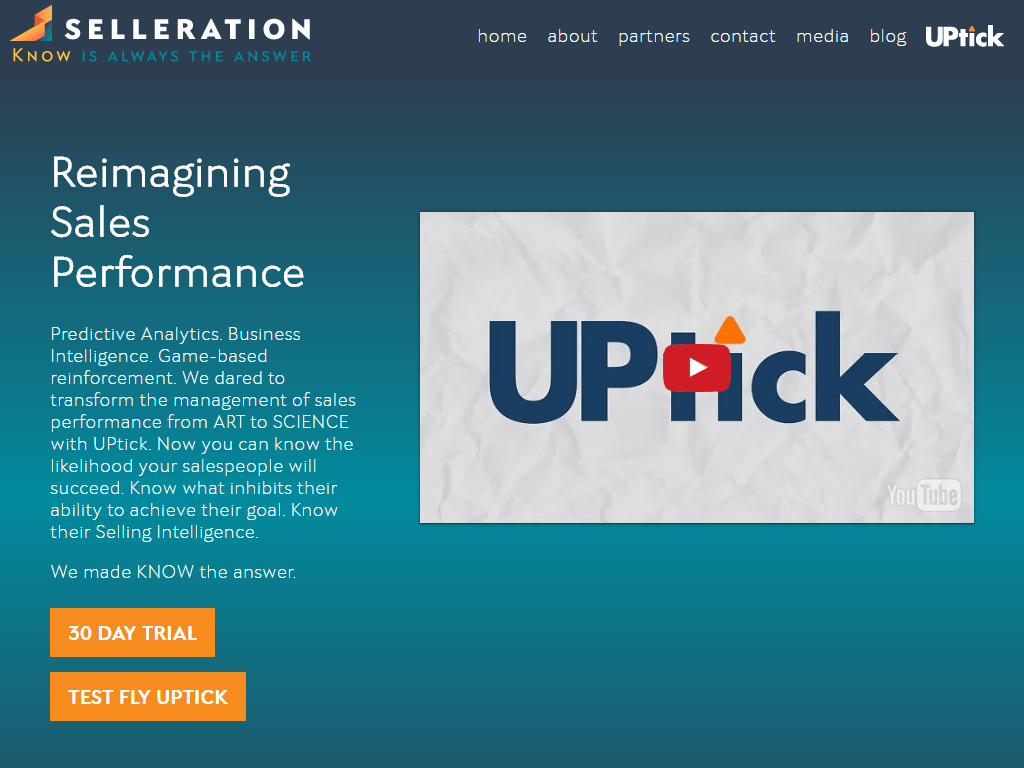 SELLERATION
KNOW IS ALWAYS THE ANSWER
home about partners contact media blog UPtick
Reimagining
Sales
Performance
Predictive Analytics. Business
Intelligence. Game-based
reinforcement. We dared to
transform the management of sales
performance from ART to SCIENCE
with UPtick. Now you can know the
likelihood your salespeople will
succeed. Know what inhibits their
ability to achieve their goal. Know
their Selling Intelligence.
We made KNOW the answer.
30 DAY TRIAL
TEST FLY UPTICK
UPtick
YouTube